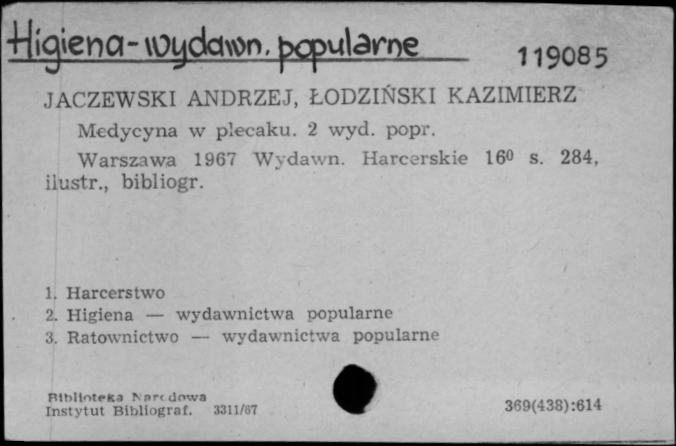 Higiena - wydawn. popularne
119085
JACZEWSKI ANDRZEJ, ŁODZIŃSKI KAZIMIERZ
Medycyna w plecaku. 2 wyd. popr.
Warszawa 1967 Wydawn. Harcerskie 16⁰ s. 284,
ilustr., bibliogr.
1. Harcerstwo
2. Higiena — wydawnictwa popularne
3. Ratownictwo — wydawnictwa popularne
Biblioteka Narodowa
Instytut Bibliograf. 3311/67
369(438):614